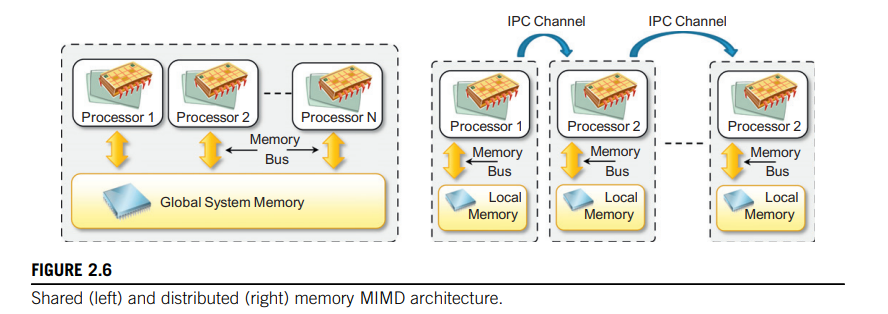 IPC Channel
IPC Channel
Processor 1
Processor 2
Processor N
Memory
Bus
Global System Memory
Processor 1
Processor 2
Processor 2
Memory
Bus
Memory
Bus
Memory
Bus
Local
Memory
Local
Memory
Local
Memory
FIGURE 2.6
Shared (left) and distributed (right) memory MIMD architecture.